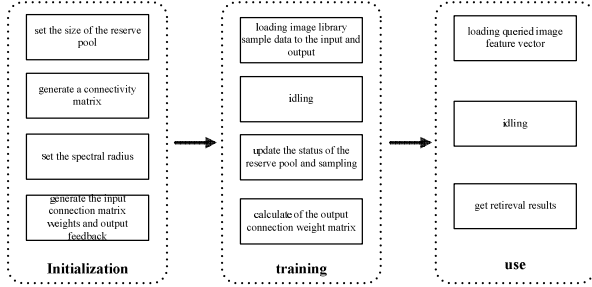 set the size of the reserve
pool
generate a connectivity
matrix
set the spectral radius
generate the input
connection matrix
weights and output
feedback
Initialization
loading image library
sample data to the input and
output
idling
update the status of the
reserve pool and sampling
calculate of the output
connection weight matrix
training
loading queried image
feature vector
idling
get retireval results
use